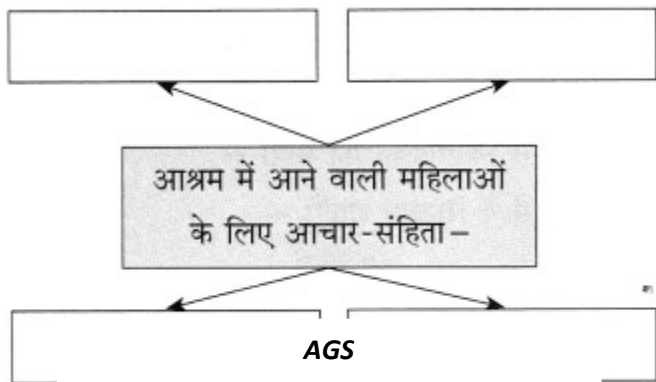 आश्रम में आने वाली महिलाओं
के लिए आचार-संहिता –
AGS